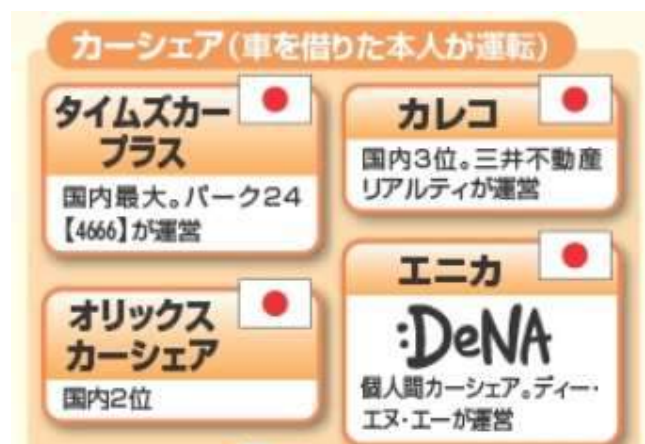 カーシェア(車を借りた本人が運転)
タイムズカー
プラス
国内最大。パーク24
【4666】が運営
カレコ
国内3位。三井不動産
リアルティが運営
オリックス
カーシェア
国内2位
エニカ
:DeNA
個人間カーシェア。ディー・
エヌ・エーが運営